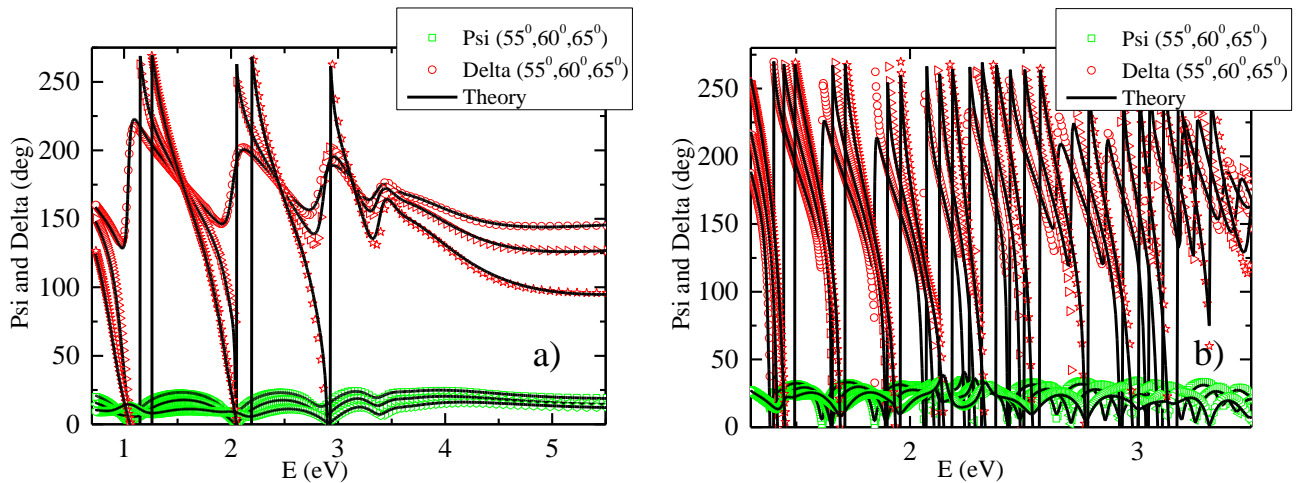 Psi (55⁰,60⁰,65⁰)
Delta (55⁰,60⁰,65⁰)
Theory
Psi and Delta (deg)
250
200
150
100
50
0
a)
1 2 3 4 5
E (eV)
Psi (55⁰,60⁰,65⁰)
Delta (55⁰,60⁰,65⁰)
Theory
Psi and Delta (deg)
250
200
150
100
50
0
b)
2 3
E (eV)